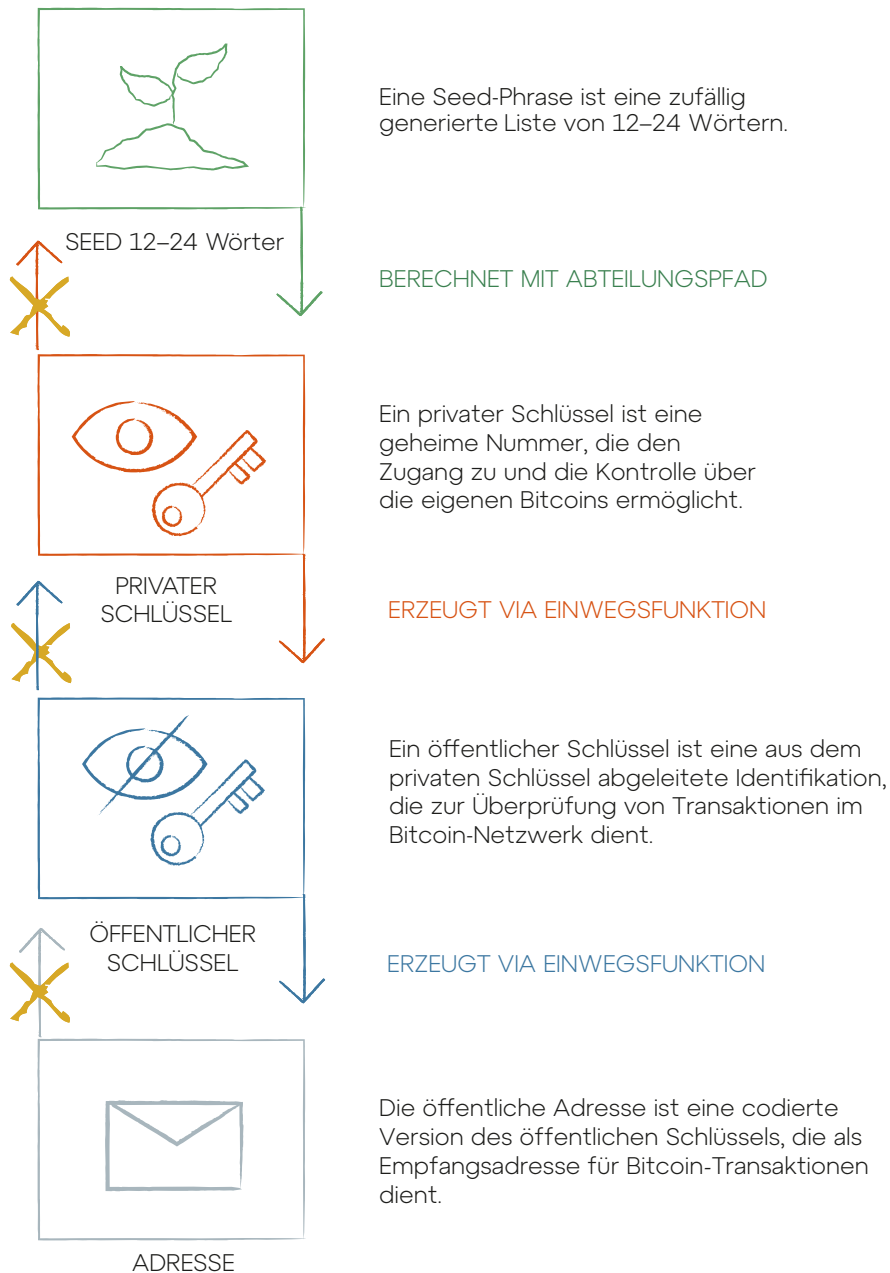 Eine Seed-Phrase ist eine zufällig
generierte Liste von 12–24 Wörtern.
SEED 12–24 Wörter
BERECHNET MIT ABTEILUNGSPFAD
Ein privater Schlüssel ist eine
geheime Nummer, die den
Zugang zu und die Kontrolle über
die eigenen Bitcoins ermöglicht.
PRIVATER
SCHLÜSSEL
ERZEUGT VIA EINWEGSFUNKTION
Ein öffentlicher Schlüssel ist eine aus dem
privaten Schlüssel abgeleitete Identifikation,
die zur Überprüfung von Transaktionen im
Bitcoin-Netzwerk dient.
ÖFFENTLICHER
SCHLÜSSEL
ERZEUGT VIA EINWEGSFUNKTION
Die öffentliche Adresse ist eine codierte
Version des öffentlichen Schlüssels, die als
Empfangsadresse für Bitcoin-Transaktionen
dient.
ADRESSE